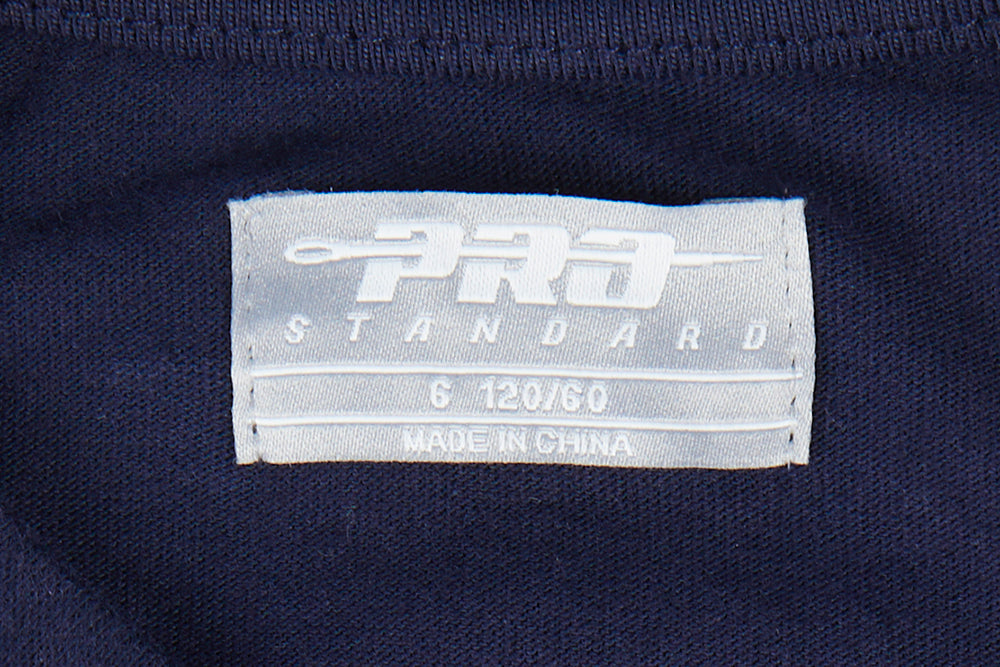 PRO
STANDARD
6 120/60
MADE IN CHINA